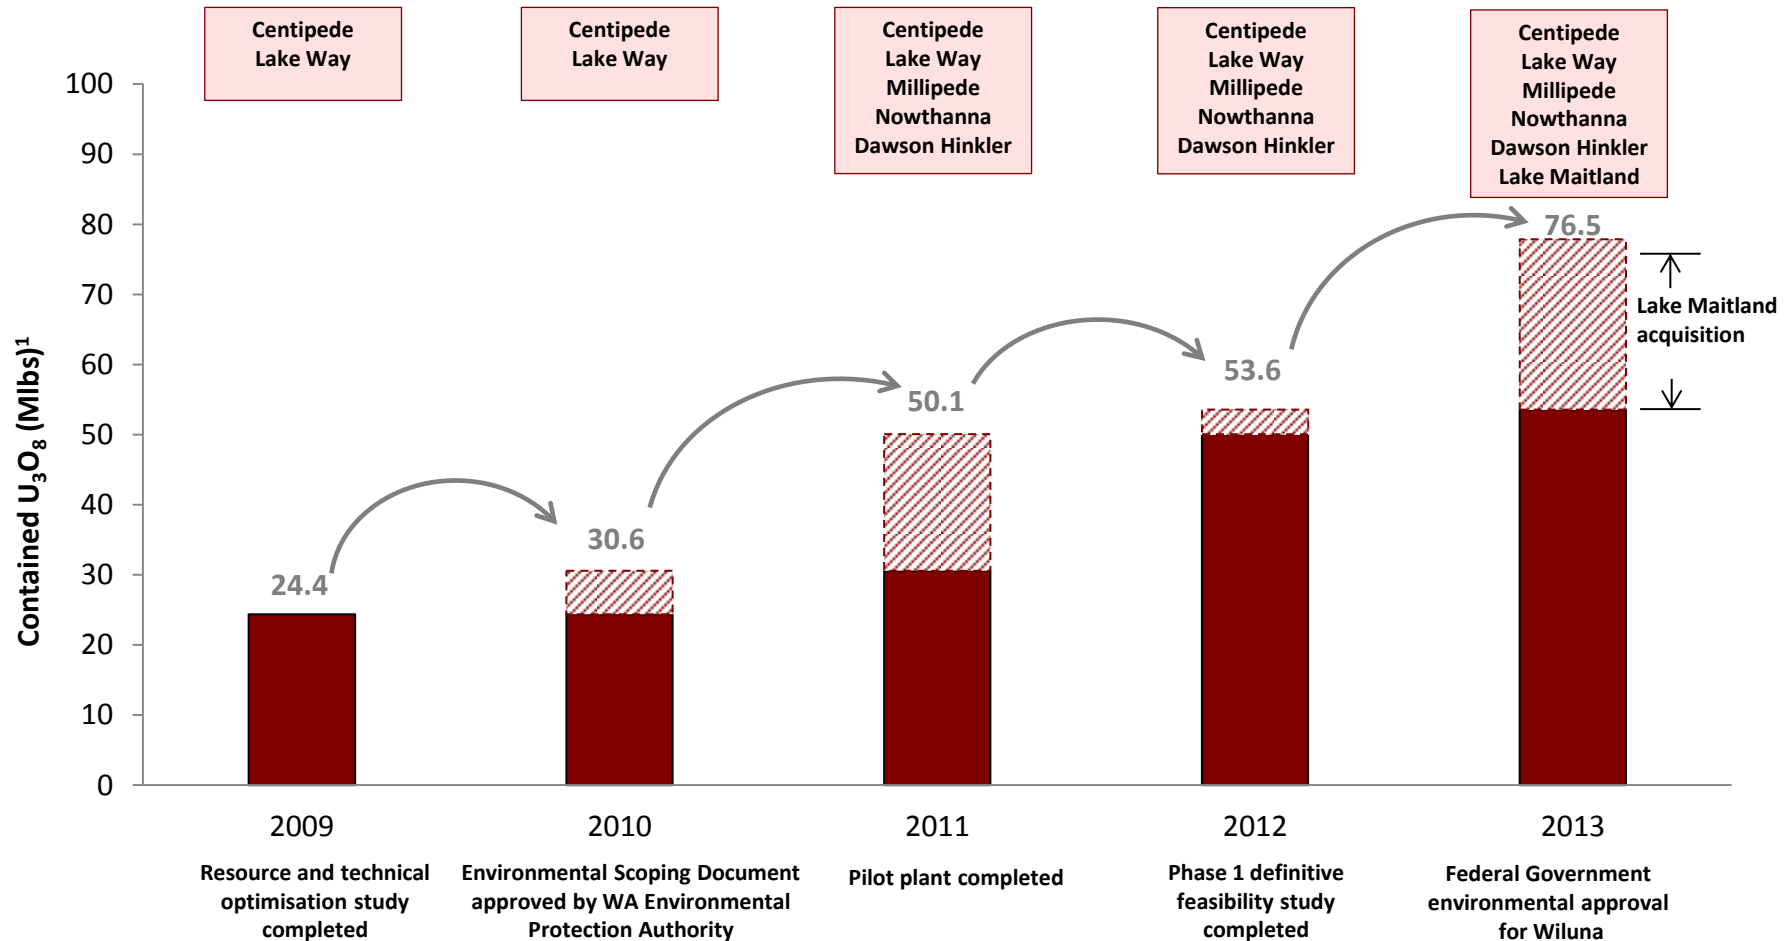 Centipede
Lake Way
Centipede
Lake Way
Centipede
Lake Way
Millipede
Nowthanna
Dawson Hinkler
Centipede
Lake Way
Millipede
Nowthanna
Dawson Hinkler
Centipede
Lake Way
Millipede
Nowthanna
Dawson Hinkler
Lake Maitland
Contained U₃O₈ (Mlbs)¹
100
90
80
70
60
50
40
30
20
10
0
24.4
30.6
50.1
53.6
76.5
Lake Maitland
acquisition
2009
2010
2011
2012
2013
Resource and technical
optimisation study
completed
Environmental Scoping Document
approved by WA Environmental
Protection Authority
Pilot plant completed
Phase 1 definitive
feasibility study
completed
Federal Government
environmental approval
for Wiluna